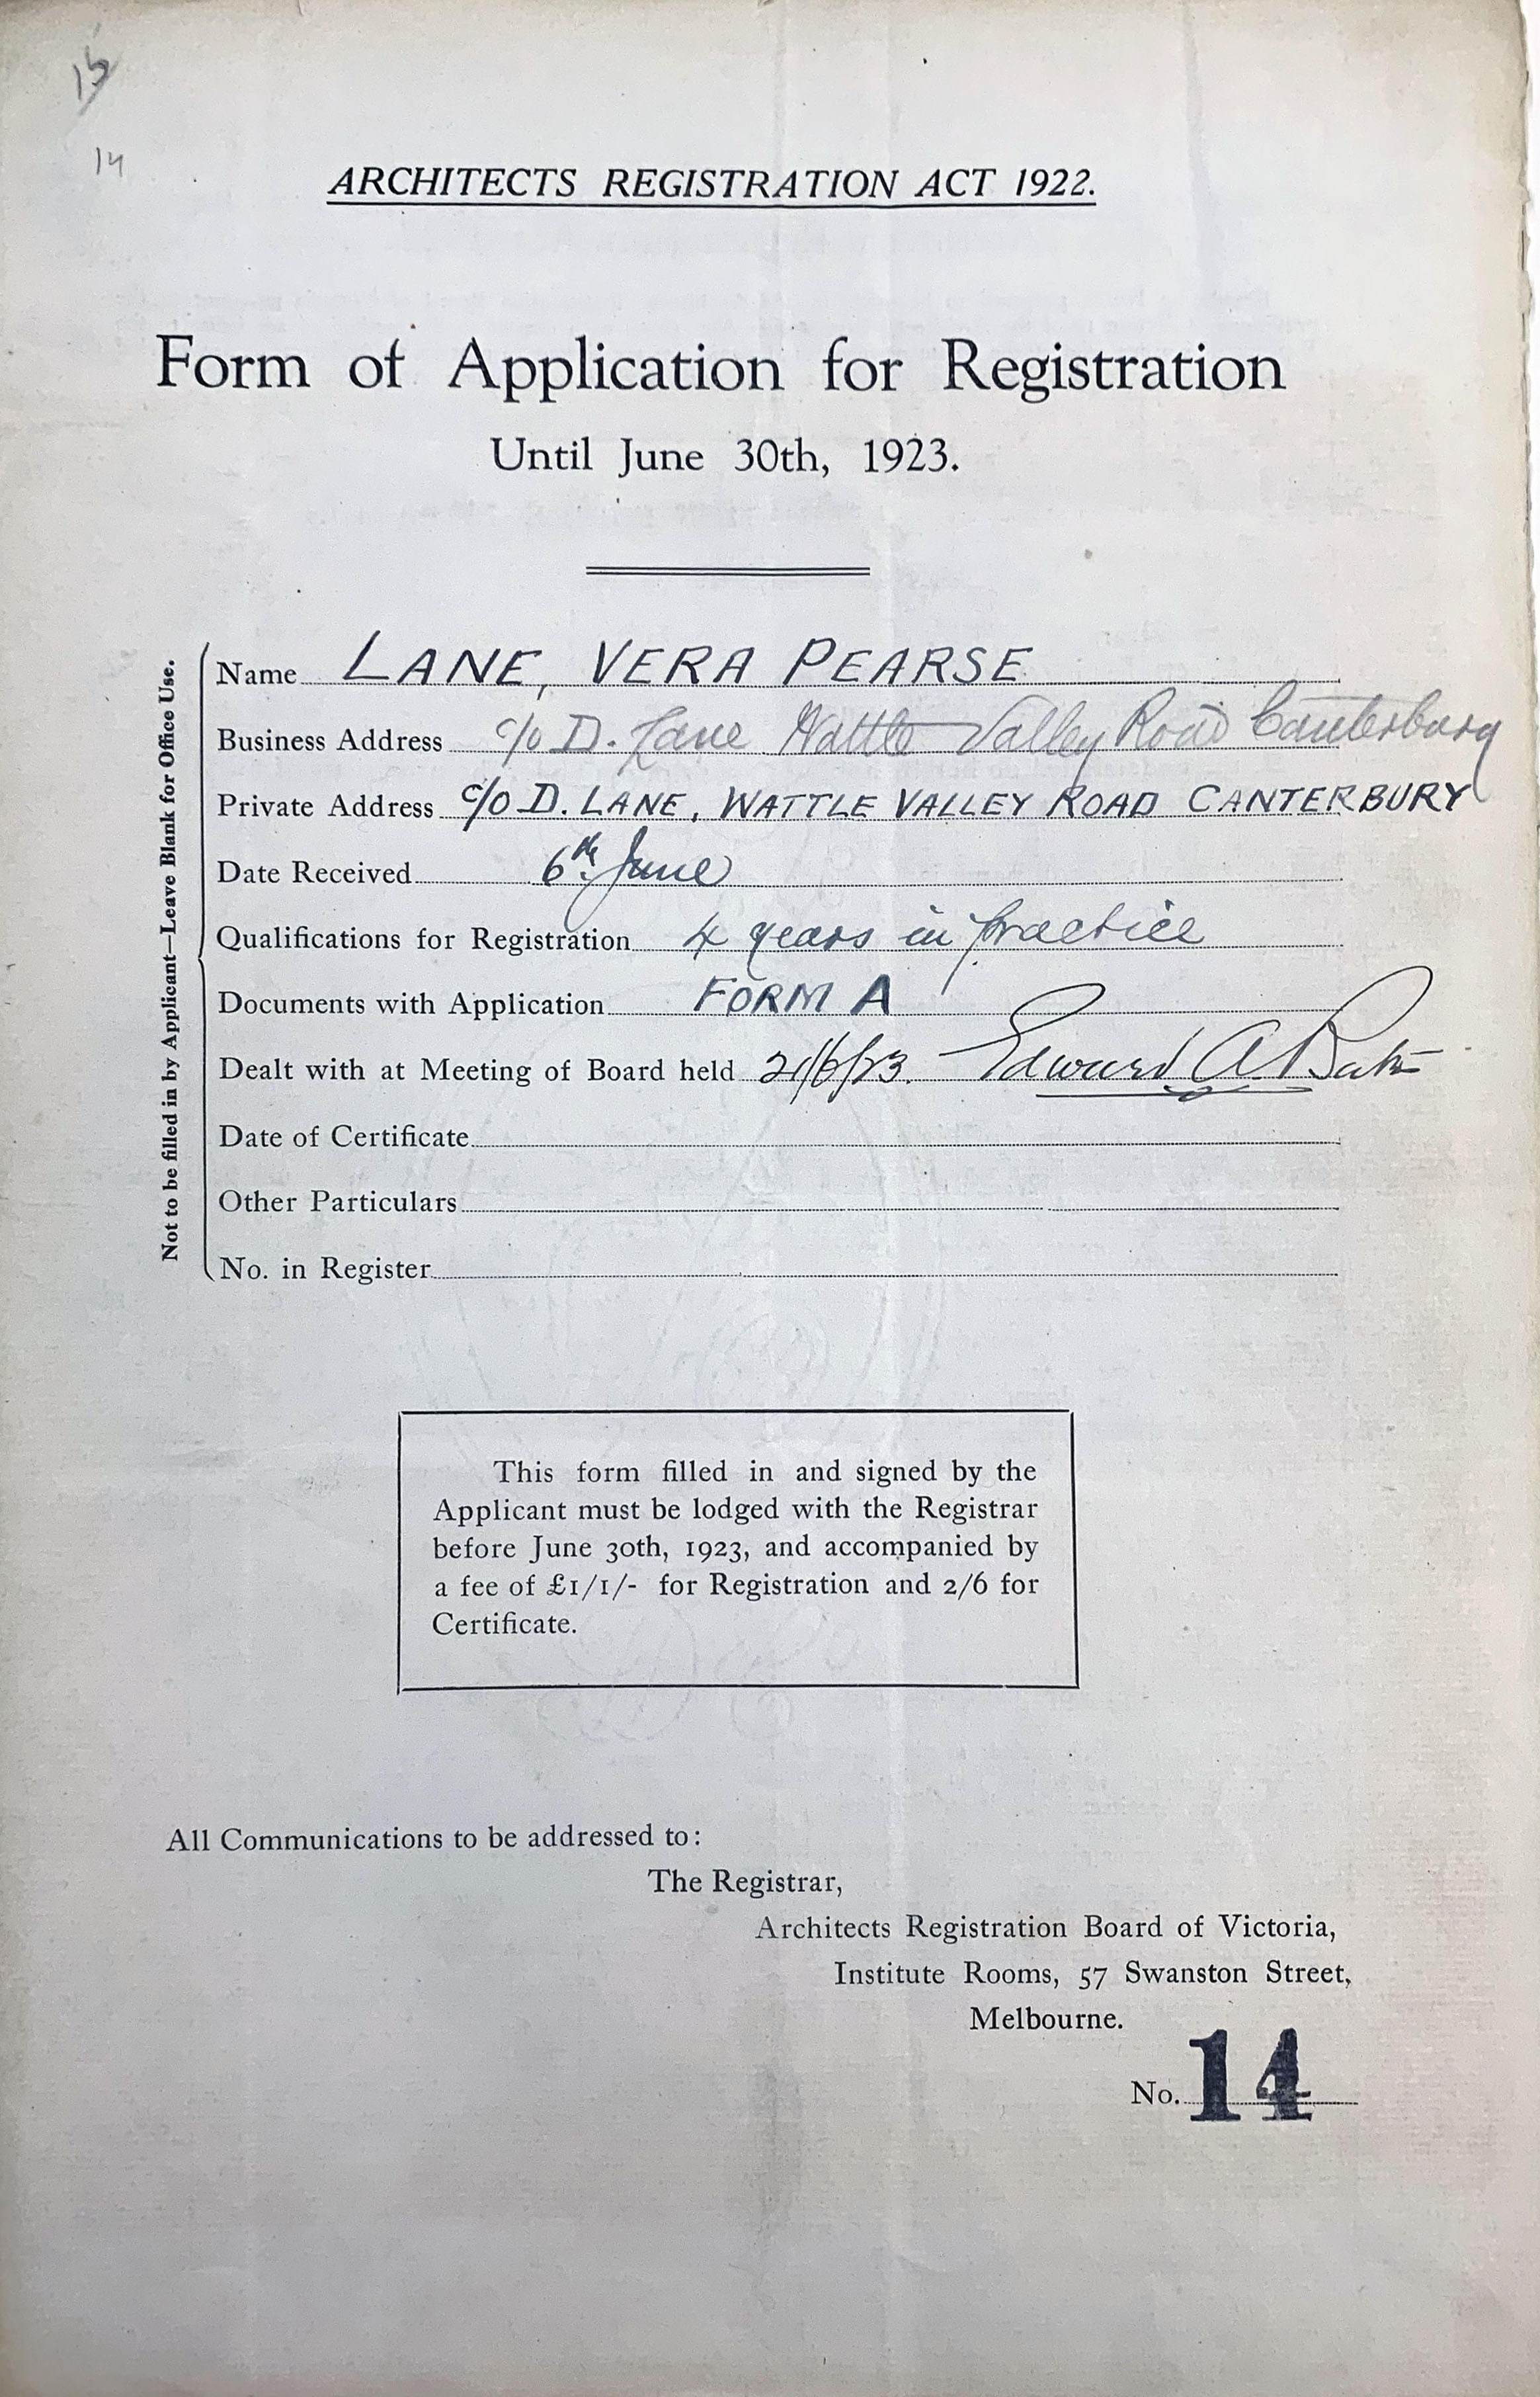 15
14
ARCHITECTS REGISTRATION ACT 1922.
Form of Application for Registration
Until June 30th, 1923.
Not to be filled in by Applicant—Leave Blank for Office Use.
Name LANE, VERA PEARSE
Business Address c/o D. Lane Wattle Valley Road Canterbury
Private Address c/o D. LANE, WATTLE VALLEY ROAD CANTERBURY
Date Received 6th June
Qualifications for Registration 4 years in practice
Documents with Application FORM A
Dealt with at Meeting of Board held 21/6/23. Edward A.
Date of Certificate
Other Particulars
No. in Register
This form filled in and signed by the
Applicant must be lodged with the Registrar
before June 30th, 1923, and accompanied by
a fee of £1/1/- for Registration and 2/6 for
Certificate.
All Communications to be addressed to:
The Registrar,
Architects Registration Board of Victoria,
Institute Rooms, 57 Swanston Street,
Melbourne.
No. 14